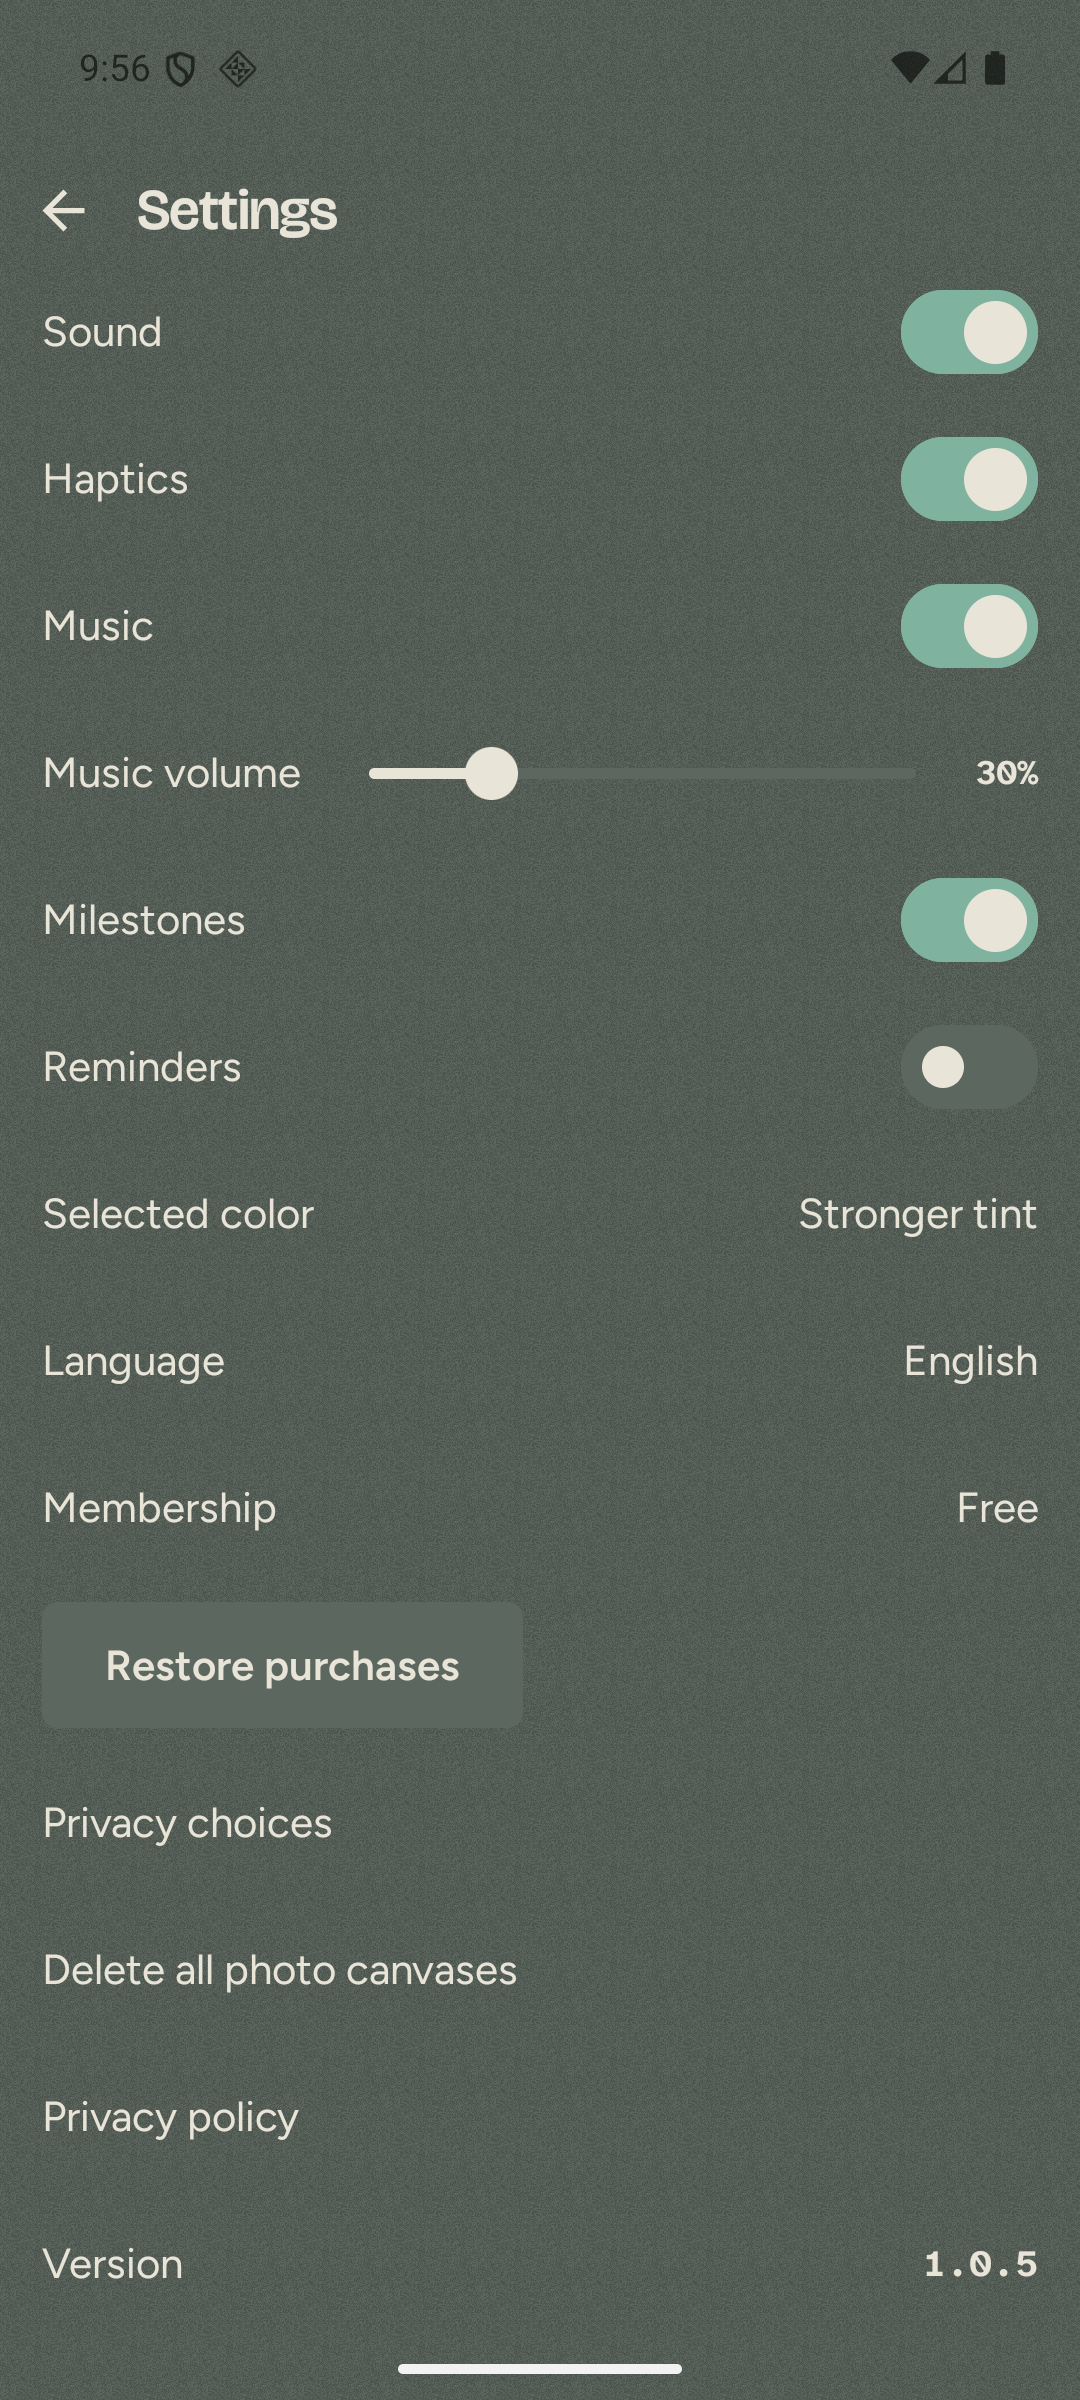 9:56
Settings
Sound
Haptics
Music
Music volume 30%
Milestones
Reminders
Selected color Stronger tint
Language English
Membership Free
Restore purchases
Privacy choices
Delete all photo canvases
Privacy policy
Version 1.0.5